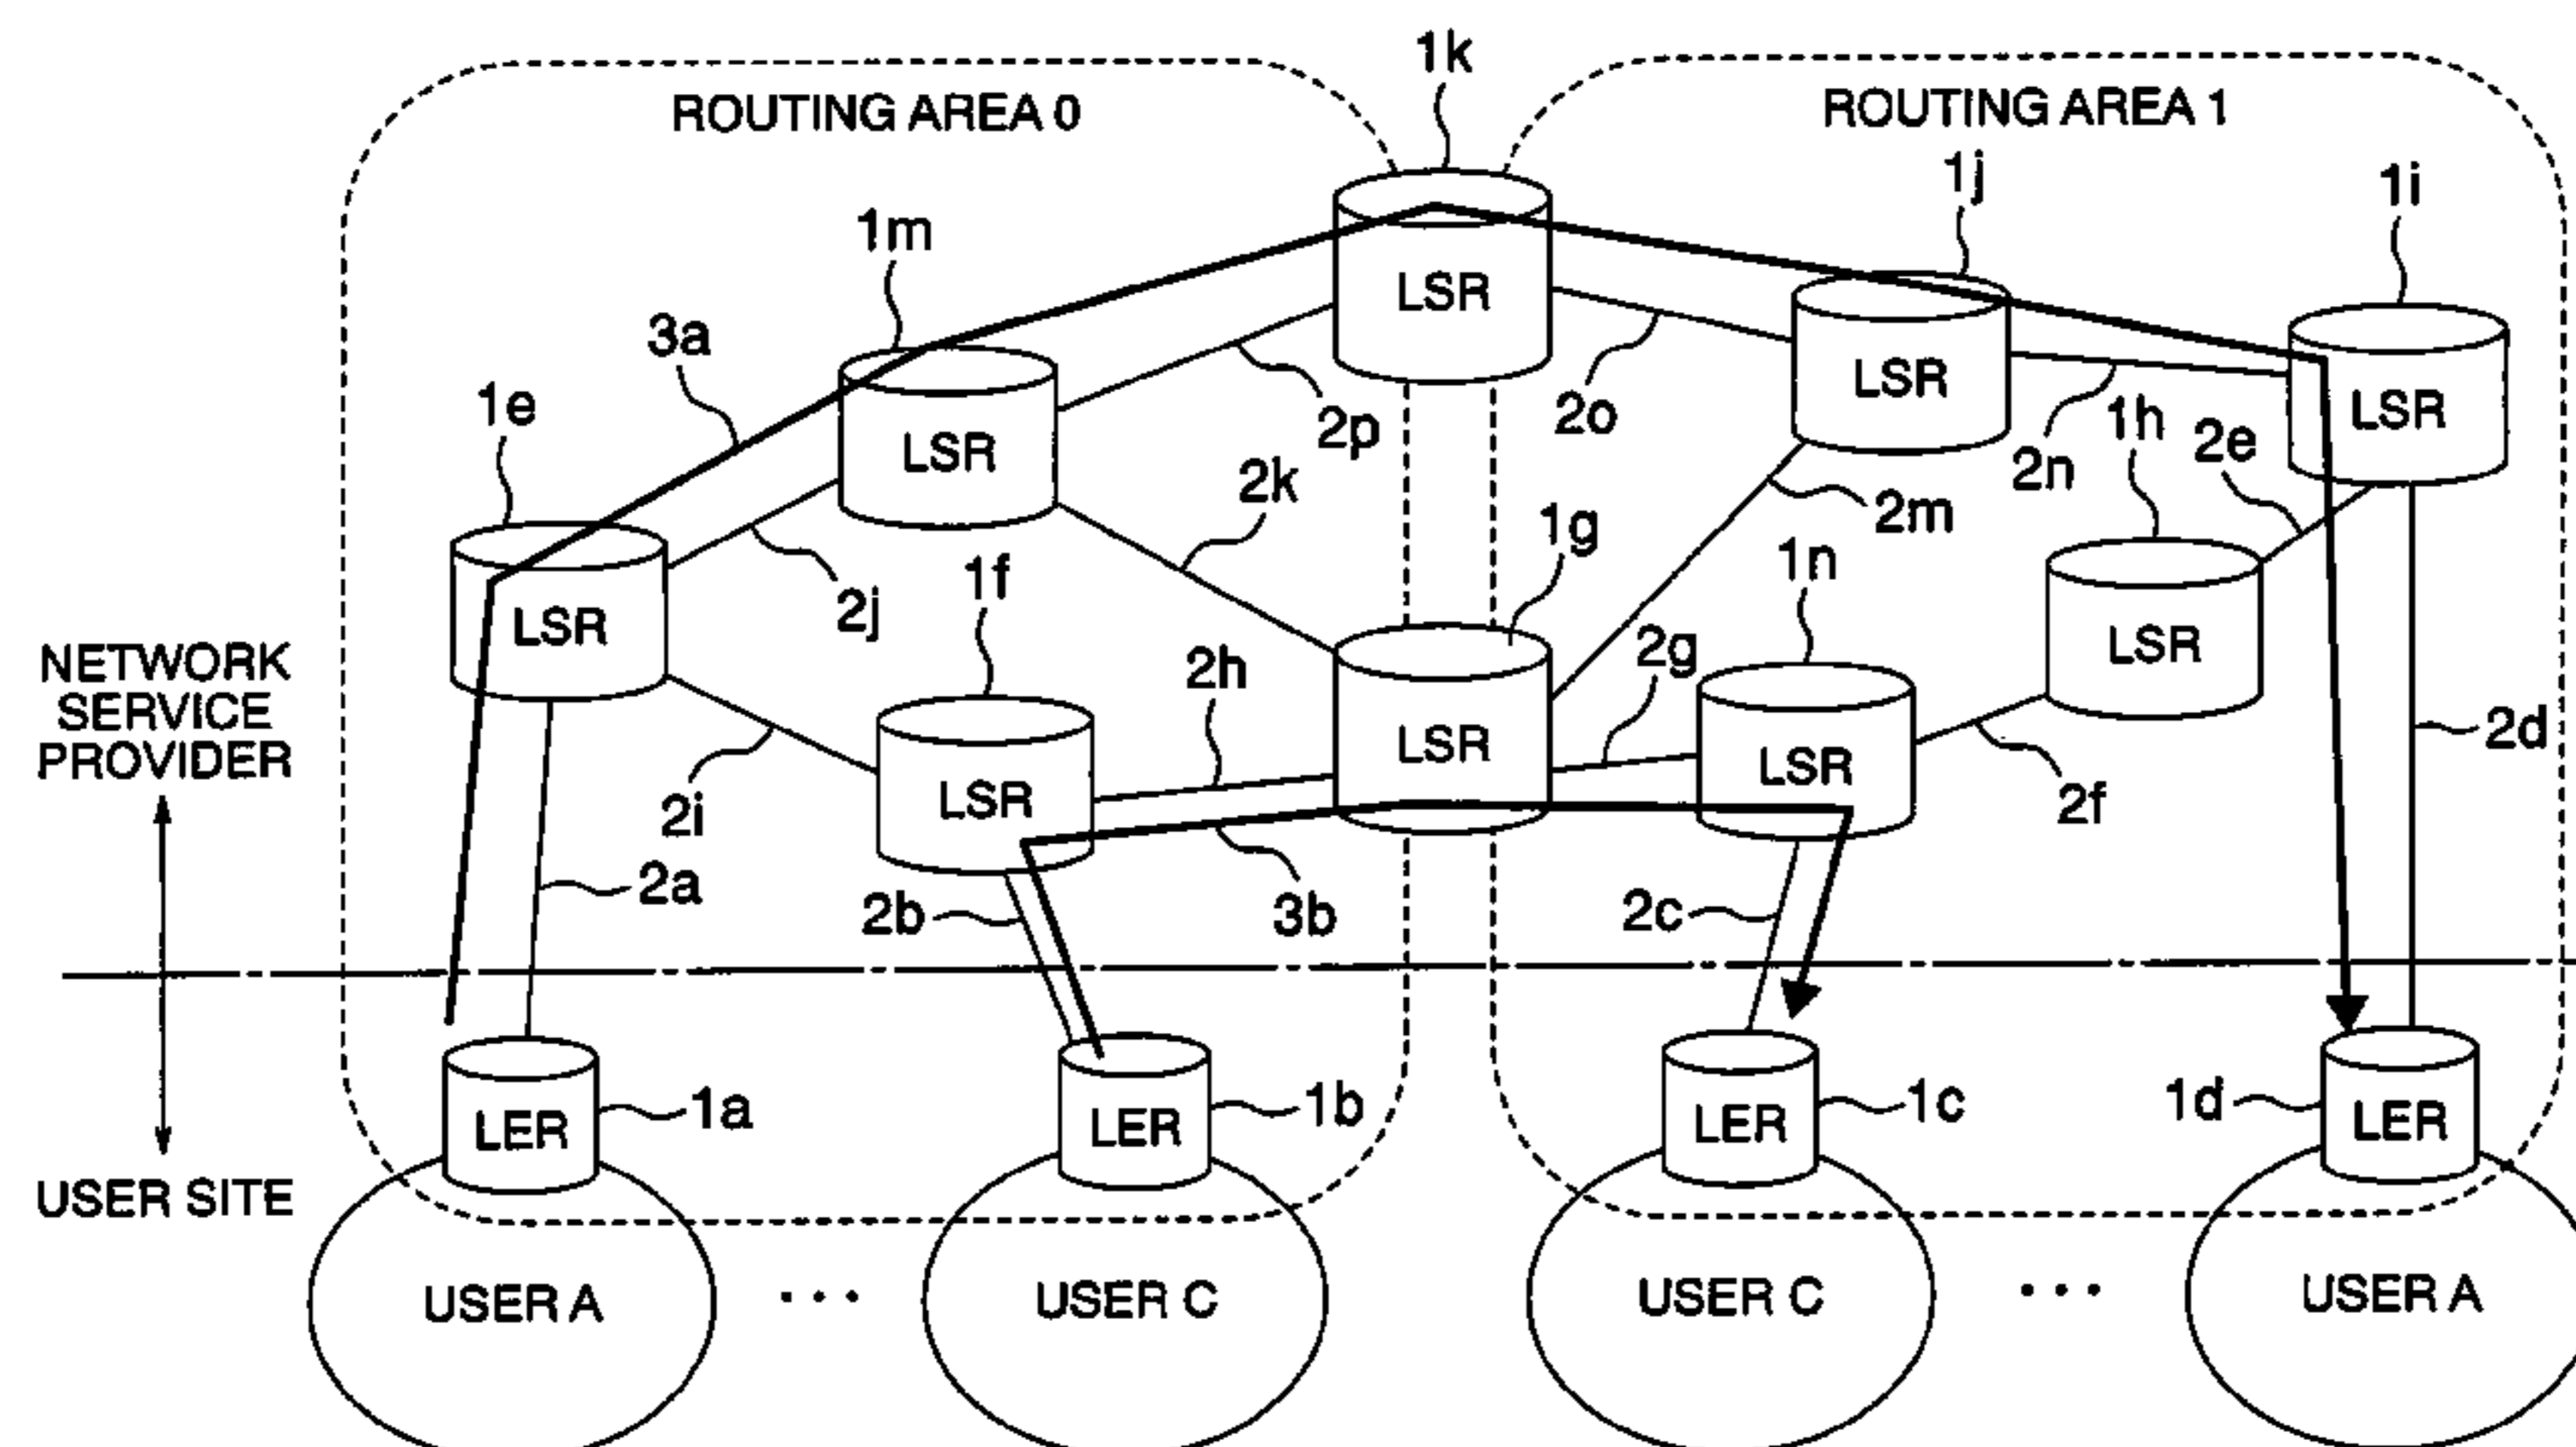 1k
ROUTING AREA 0
ROUTING AREA 1
1j
1i
1m
LSR
3a
LSR
1e
2p
2o
LSR
2n
1h
2e
LSR
LSR
2k
2m
1g
1n
1f
2j
LSR
LSR
NETWORK
SERVICE
PROVIDER
2h
2g
LSR
LSR
2d
2i
LSR
2f
2a
2b
3b
2c
LER
1a
LER
1b
LER
1c
1d
LER
USER SITE
USER A
...
USER C
USER C
...
USER A